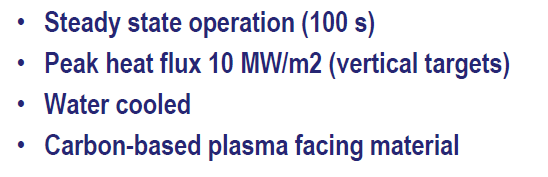 • Steady state operation (100 s)
• Peak heat flux 10 MW/m2 (vertical targets)
• Water cooled
• Carbon-based plasma facing material